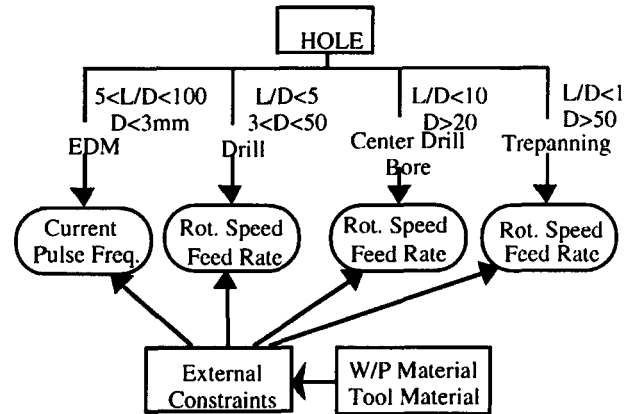 HOLE
5<L/D<100
D<3mm
EDM
L/D<5
3<D<50
Drill
L/D<10
D>20
Center Drill
Bore
L/D<1
D>50
Trepanning
Current
Pulse Freq.
Rot. Speed
Feed Rate
Rot. Speed
Feed Rate
Rot. Speed
Feed Rate
External
Constraints
W/P Material
Tool Material